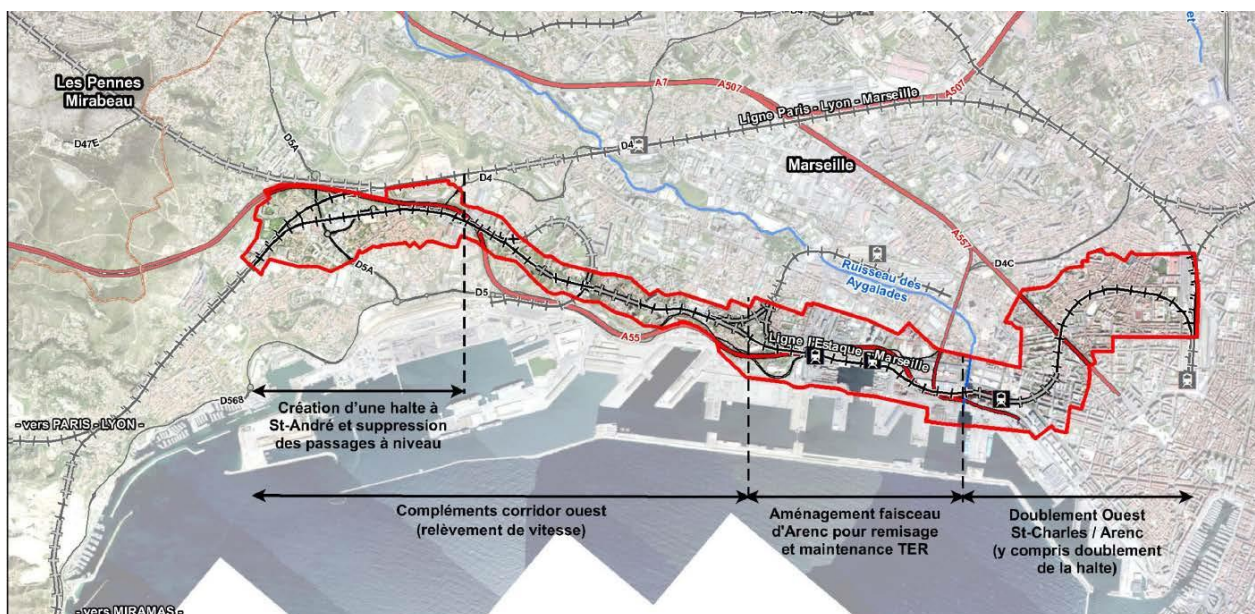 et
Les Pennes
Mirabeau
A7
A507
A507
Ligne Paris - Lyon - Marseille
D5A
D47E
D4
D4
Marseille
A557
D4C
Ruisseau des
Aygalades
D5A
D5
A55
Ligne l'Estaque - Marseille
D568
- vers PARIS - LYON -
Création d'une halte à
St-André et suppression
des passages à niveau
Compléments corridor ouest
(relèvement de vitesse)
Aménagement faisceau
d'Arenc pour remisage
et maintenance TER
Doublement Ouest
St-Charles / Arenc
(y compris doublement
de la halte)
- vers MIRAMAS -